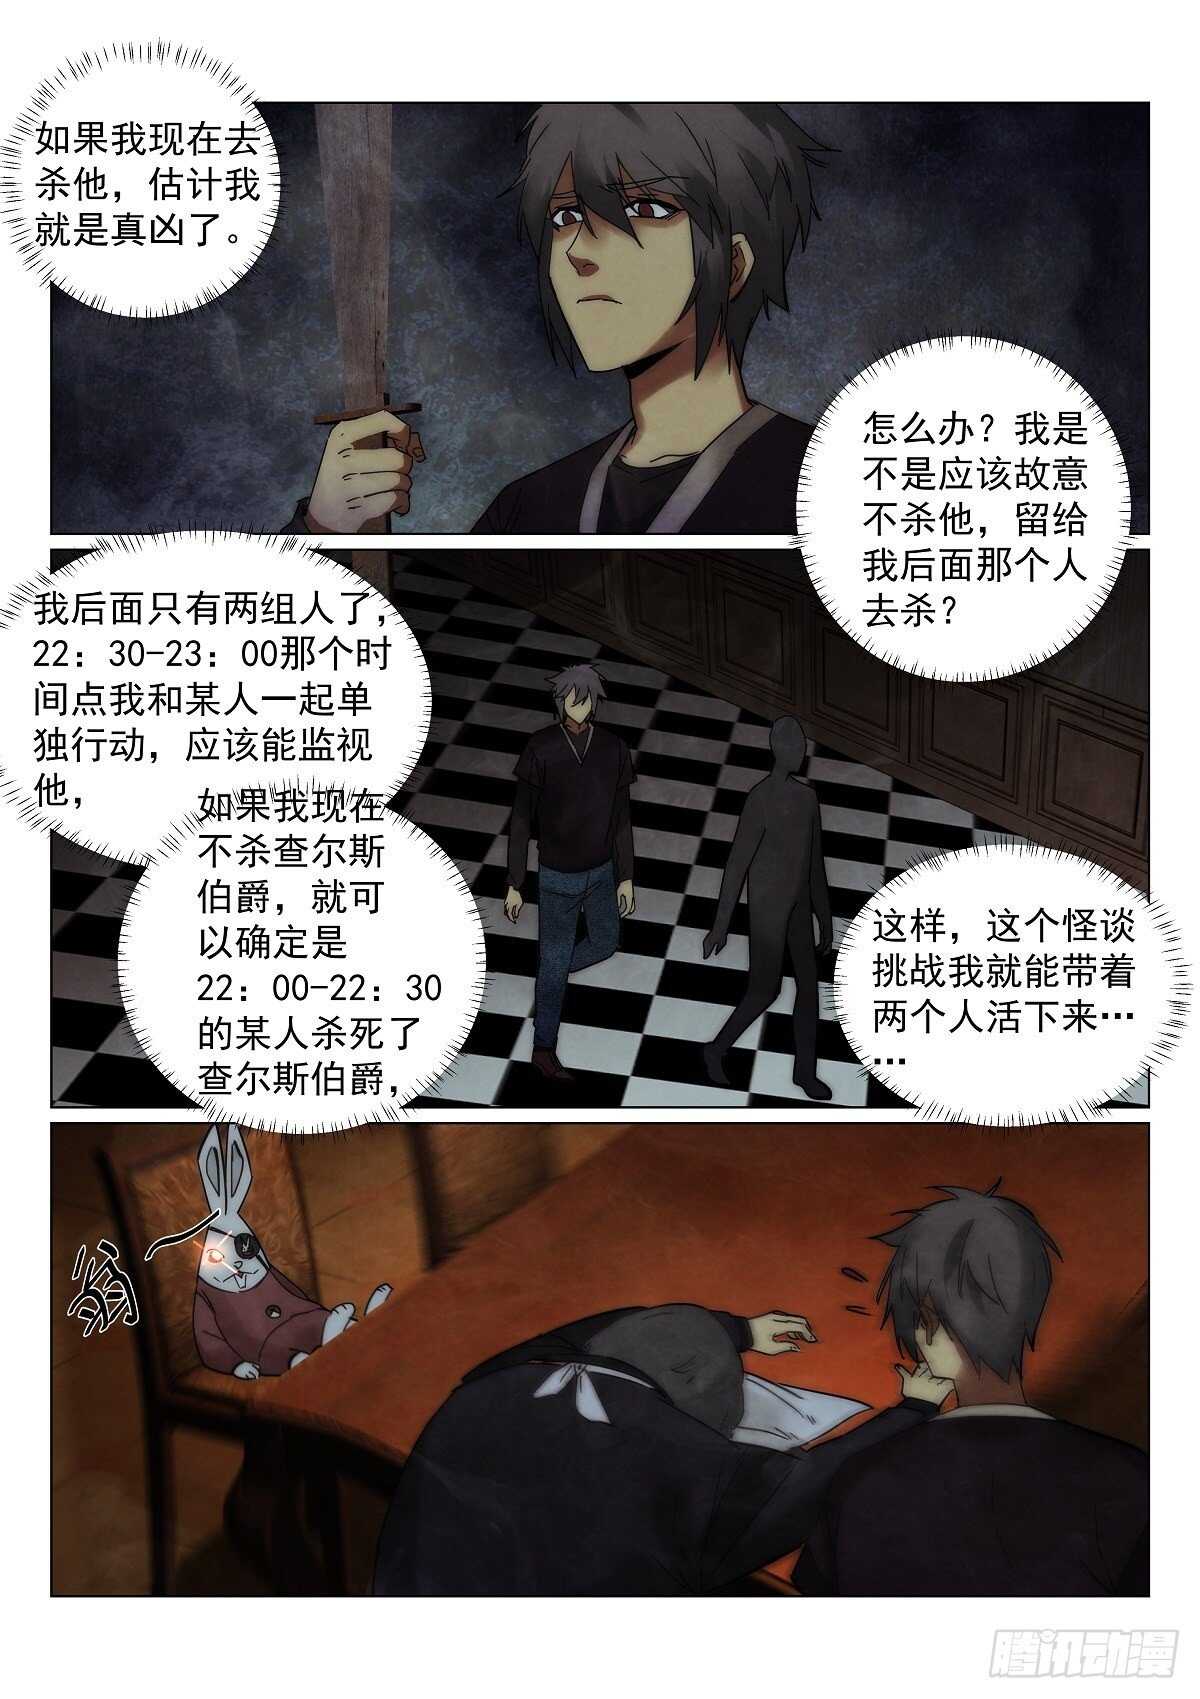 如果我现在去
杀他，估计我
就是真凶了。
怎么办？我是
不是应该故意
不杀他，留给
我后面那个人
去杀？
我后面只有两组人了，
22：30-23：00那个时
间点我和某人一起单
独行动，应该能监视
他，
如果我现在
不杀查尔斯
伯爵，就可
以确定是
22：00-22：30
的某人杀死了
查尔斯伯爵，
这样，这个怪谈
挑战我就能带着
两个人活下来…
…
腾讯动漫